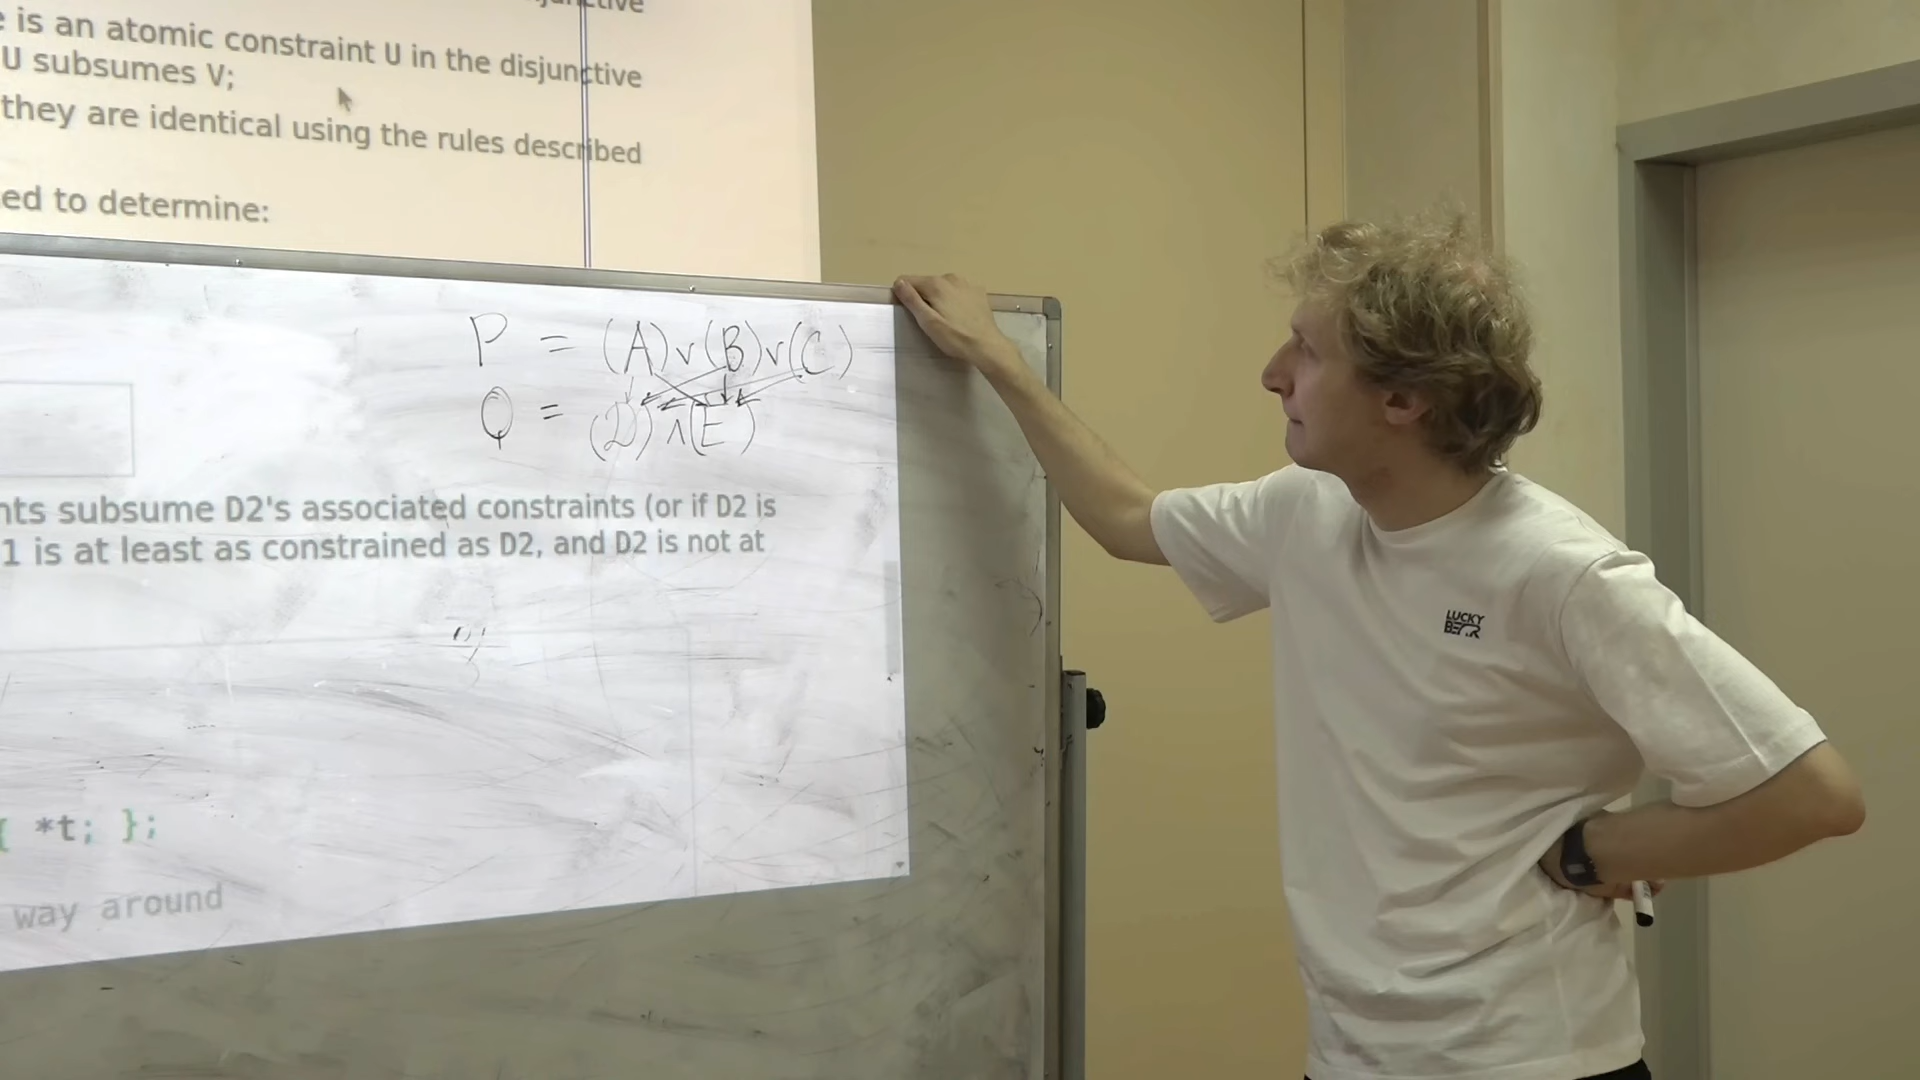 e is an atomic constraint U in the disjunctive
U subsumes V;
they are identical using the rules described
ed to determine:
P = (A)v(B)v(C)
Q = (D)∧(E)
nts subsume D2's associated constraints (or if D2 is
1 is at least as constrained as D2, and D2 is not at
{ *t; };
way around
LUCKY
BEAR